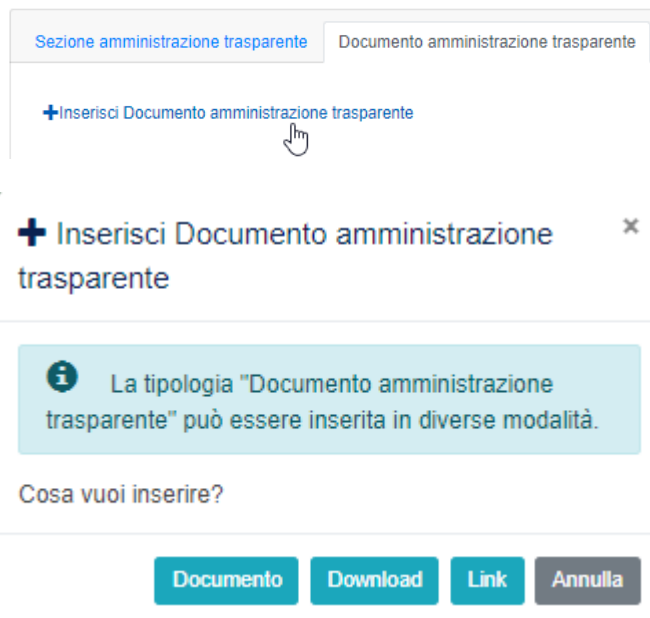 Sezione amministrazione trasparente
Documento amministrazione trasparente
Inserisci Documento amministrazione trasparente
Inserisci Documento amministrazione
trasparente
×
La tipologia "Documento amministrazione
trasparente" può essere inserita in diverse modalità.
Cosa vuoi inserire?
Documento
Download
Link
Annulla